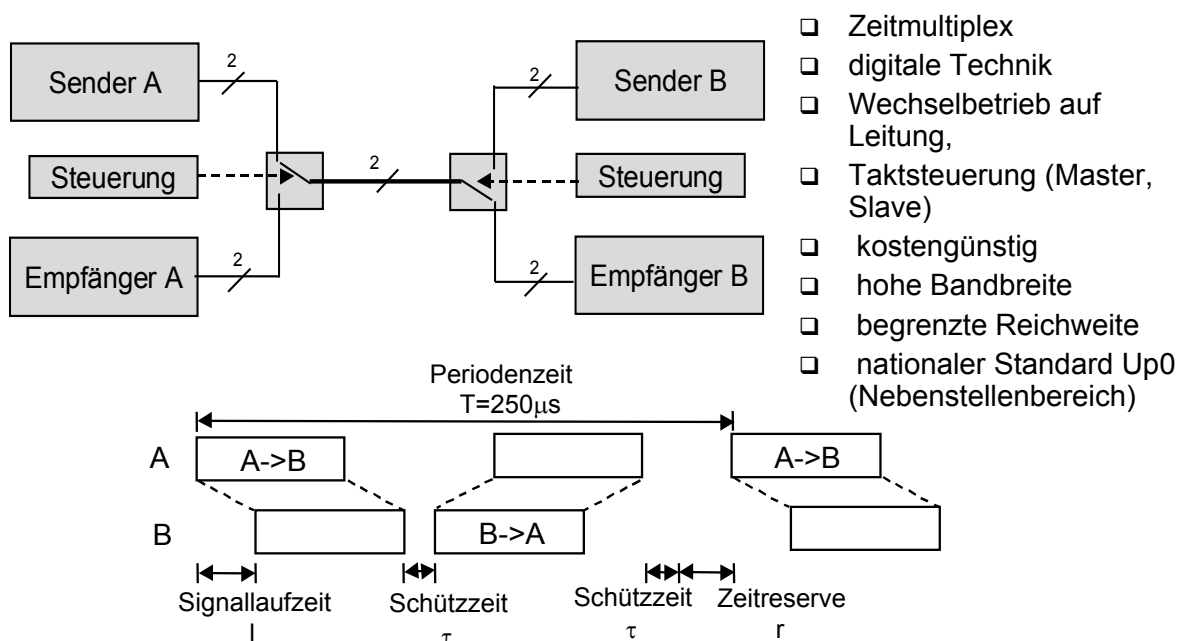 Sender A
2
2
Sender B
Steuerung
2
Steuerung
Empfänger A
2
2
Empfänger B
❑ Zeitmultiplex
❑ digitale Technik
❑ Wechselbetrieb auf
Leitung,
❑ Taktsteuerung (Master,
Slave)
❑ kostengünstig
❑ hohe Bandbreite
❑ begrenzte Reichweite
❑ nationaler Standard Up0
(Nebenstellenbereich)
Periodenzeit
T=250µs
A
A->B
A->B
B
B->A
Signallaufzeit
Schützzeit
τ
Schützzeit
τ
Zeitreserve
r